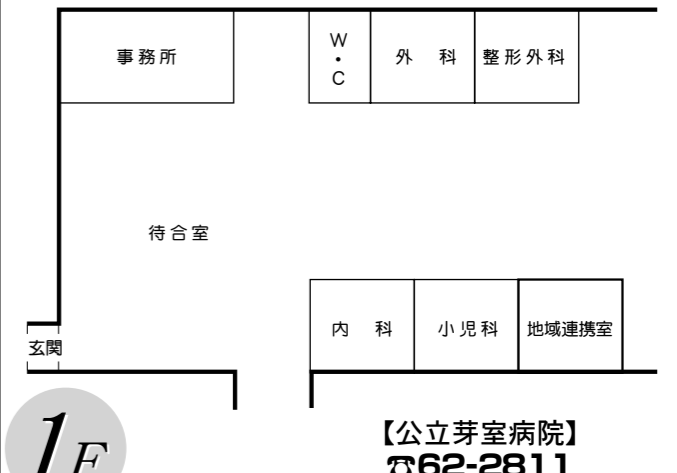 事務所
W・C
外　科
整形外科
待合室
内　科
小児科
地域連携室
玄関
1F
【公立芽室病院】
☎62-2811